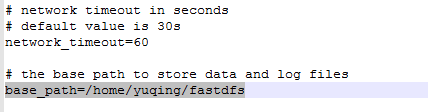 # network timeout in seconds
# default value is 30s
network_timeout=60
# the base path to store data and log files
base_path=/home/yuqing/fastdfs